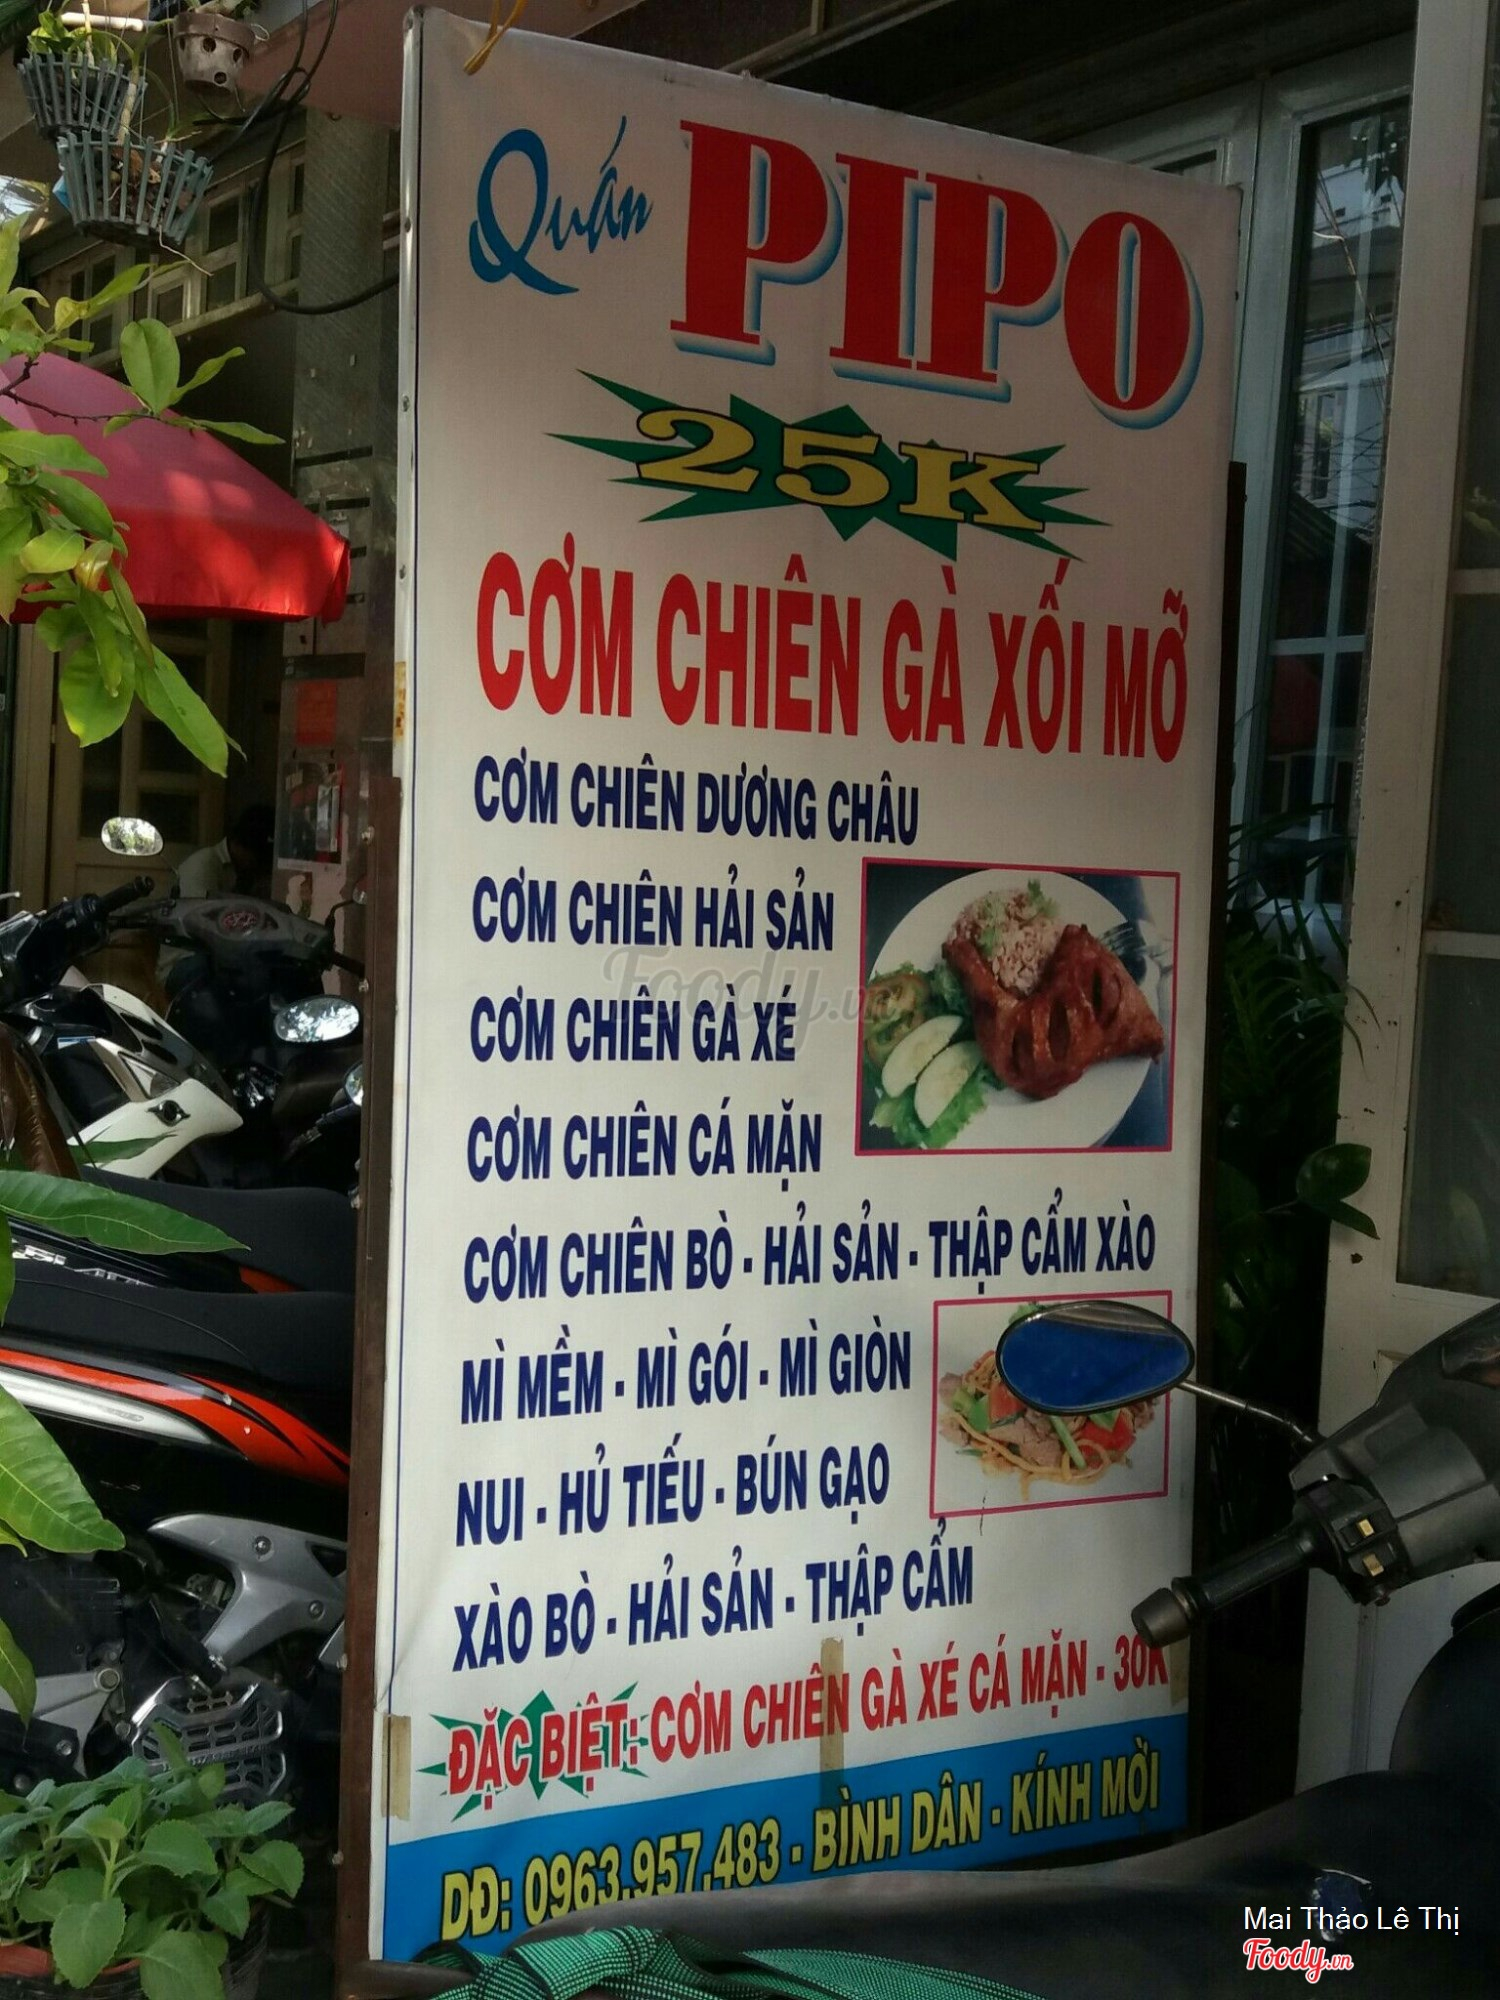 Quán PIPO
25K
CƠM CHIÊN GÀ XỐI MỠ
CƠM CHIÊN DƯƠNG CHÂU
CƠM CHIÊN HẢI SẢN
CƠM CHIÊN GÀ XÉ
CƠM CHIÊN CÁ MẶN
CƠM CHIÊN BÒ - HẢI SẢN - THẬP CẨM XÀO
MÌ MỀM - MÌ GÓI - MÌ GIÒN
NUI - HỦ TIẾU - BÚN GẠO
XÀO BÒ - HẢI SẢN - THẬP CẨM
ĐẶC BIỆT: CƠM CHIÊN GÀ XÉ CÁ MẶN - 30K
DĐ: 0963.957.483 - BÌNH DÂN - KÍNH MỜI
Foody.vn
Mai Thảo Lê Thị
Foody.vn